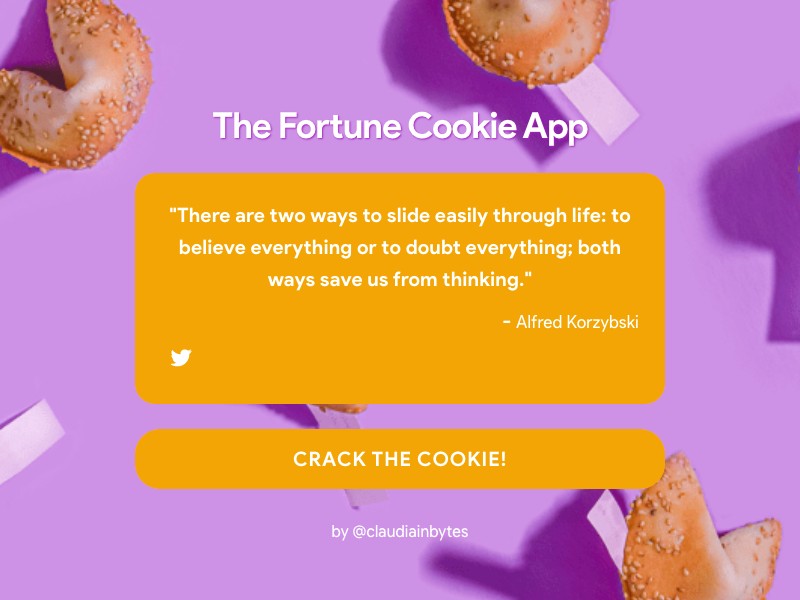 The Fortune Cookie App
"There are two ways to slide easily through life: to
believe everything or to doubt everything; both
ways save us from thinking."
- Alfred Korzybski
CRACK THE COOKIE!
by @claudiainbytes